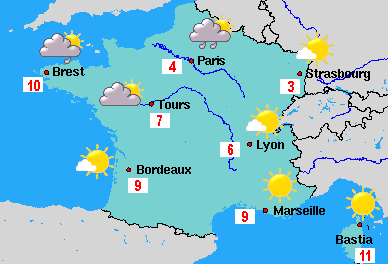 Paris
4
Brest
10
Strasbourg
3
Tours
7
Lyon
6
Bordeaux
9
Marseille
9
Bastia
11